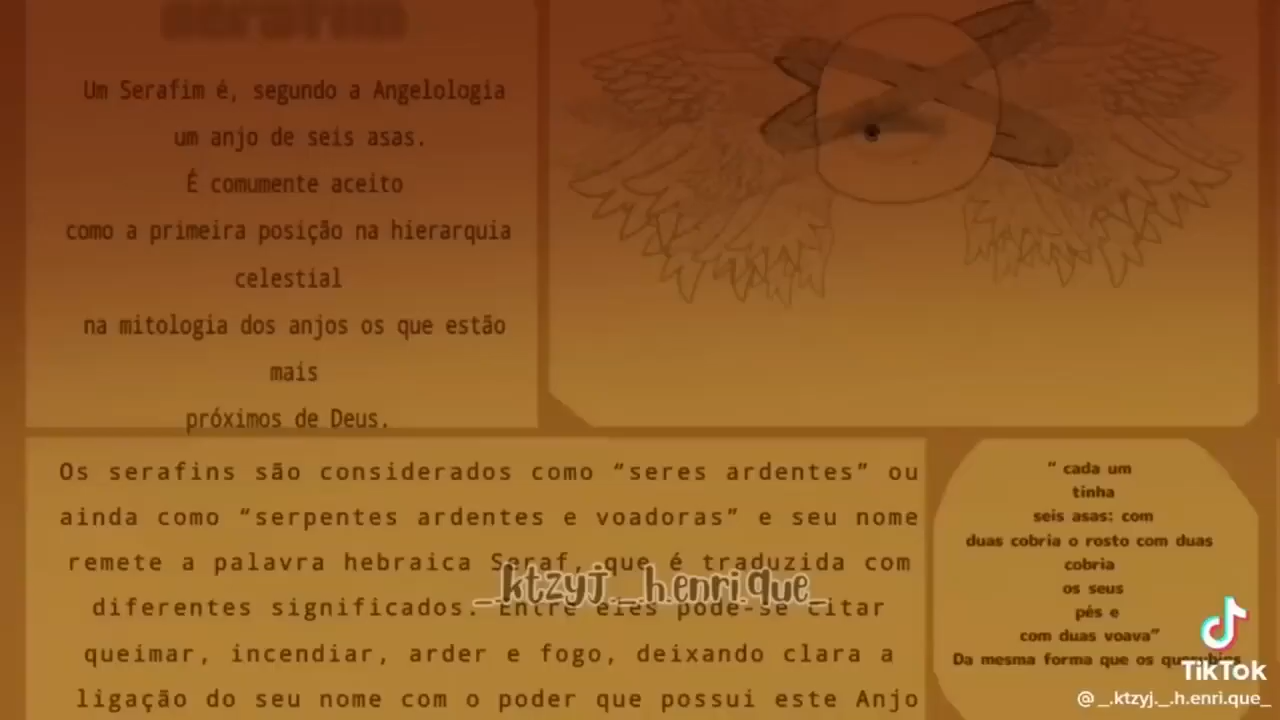 Um Serafim é, segundo a Angelologia
um anjo de seis asas.
É comumente aceito
como a primeira posição na hierarquia
celestial
na mitologia dos anjos os que estão
mais
próximos de Deus.
Os serafins são considerados como “seres ardentes” ou
ainda como “serpentes ardentes e voadoras” e seu nome
remete a palavra hebraica Seraf, que é traduzida com
diferentes significados. Entre eles pode-se citar
queimar, incendiar, arder e fogo, deixando clara a
ligação do seu nome com o poder que possui este Anjo
“ cada um
tinha
seis asas: com
duas cobria o rosto com duas
cobria
os seus
pés e
com duas voava”
Da mesma forma que os querubins
_.ktzyj._.h.enri.que_
TikTok
@_.ktzyj._.h.enri.que_